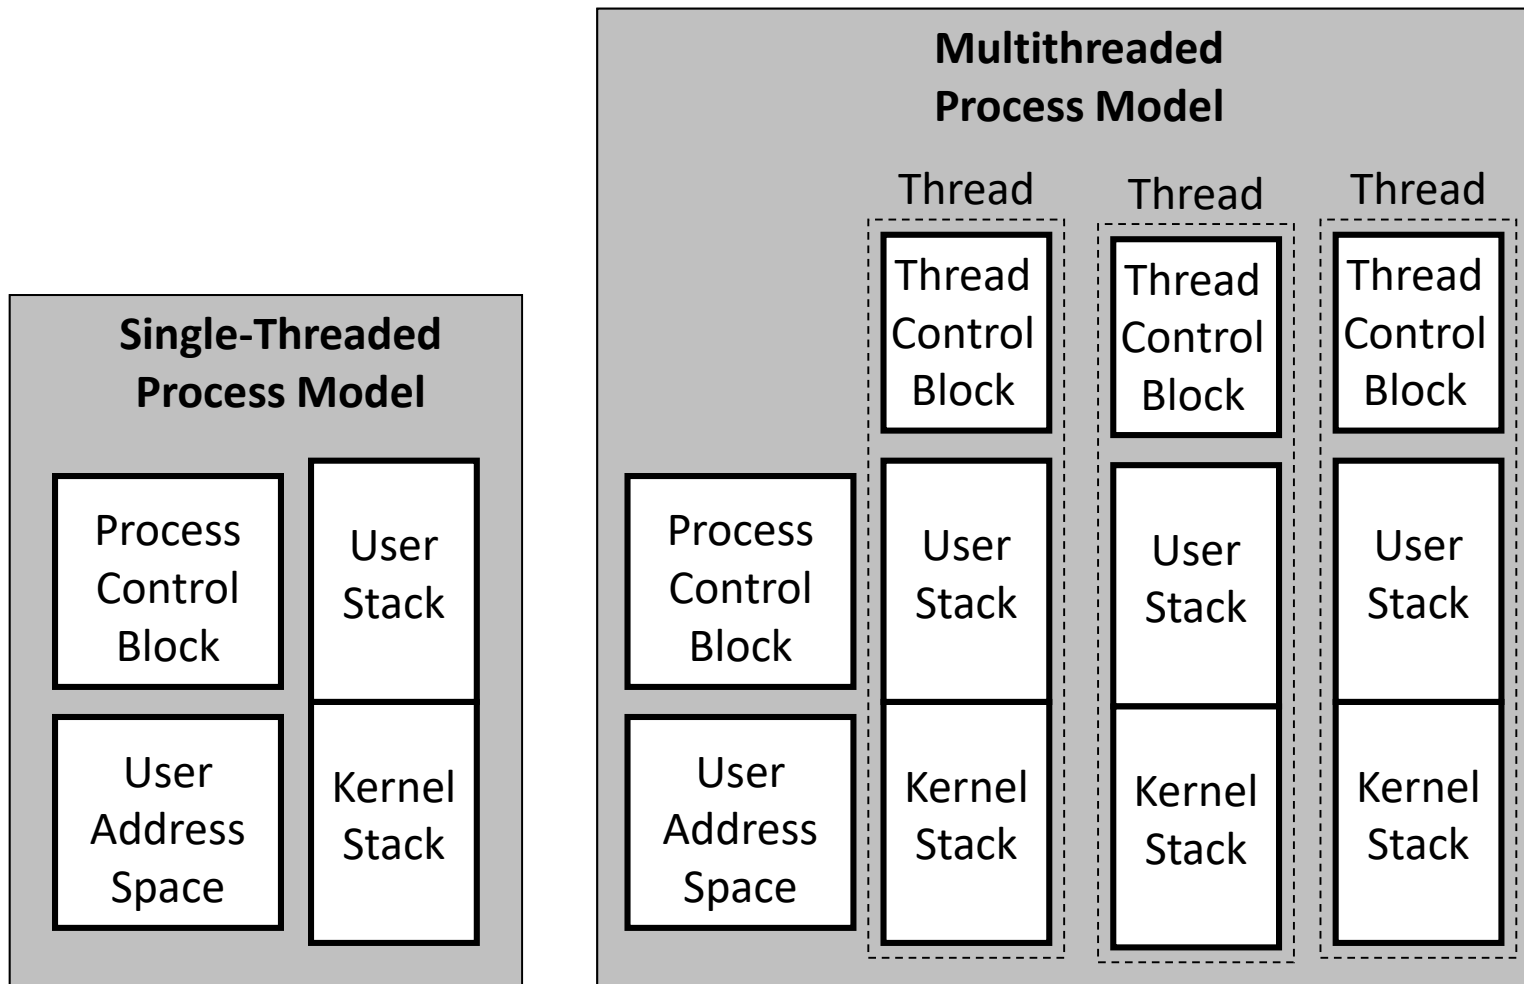 Single-Threaded
Process Model
Process
Control
Block
User
Stack
User
Address
Space
Kernel
Stack
Multithreaded
Process Model
Process
Control
Block
User
Address
Space
Thread
Thread
Control
Block
User
Stack
Kernel
Stack
Thread
Thread
Control
Block
User
Stack
Kernel
Stack
Thread
Thread
Control
Block
User
Stack
Kernel
Stack